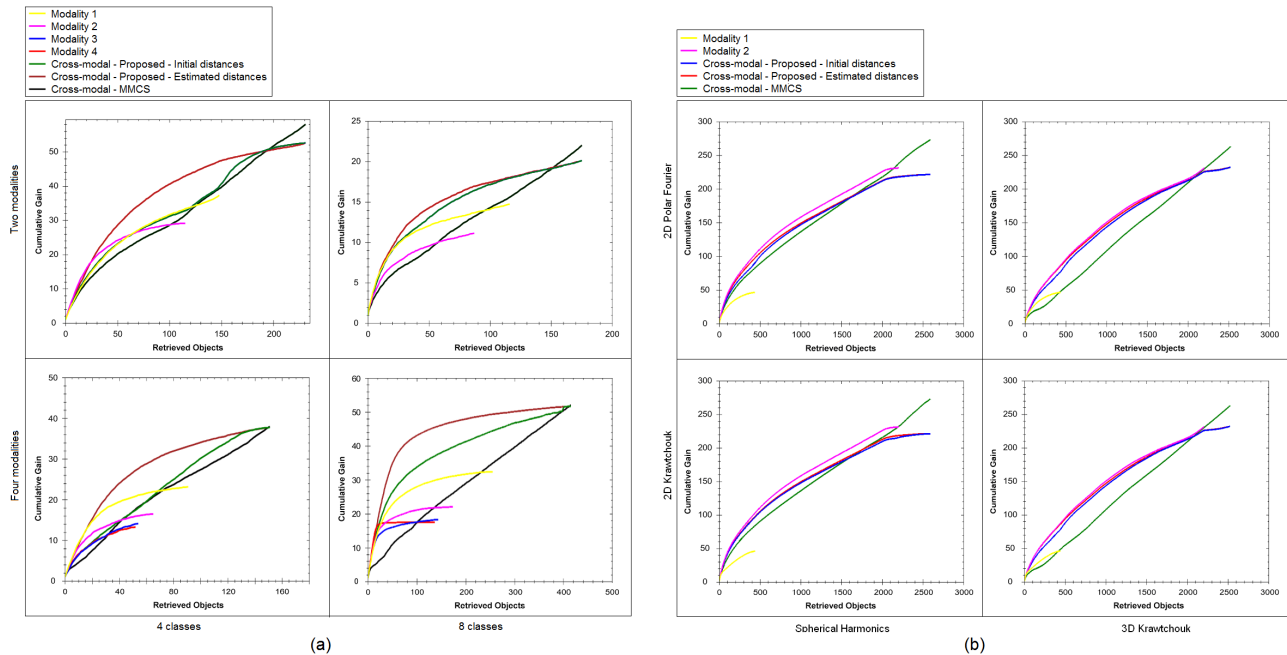 Modality 1
Modality 2
Modality 3
Modality 4
Cross-modal - Proposed - Initial distances
Cross-modal - Proposed - Estimated distances
Cross-modal - MMCS
Two modalities
Cumulative Gain
50
40
30
20
10
0
0 50 100 150 200
Retrieved Objects
Cumulative Gain
25
20
15
10
5
0
0 50 100 150 200
Retrieved Objects
Four modalities
Cumulative Gain
50
40
30
20
10
0
0 40 80 120 160
Retrieved Objects
Cumulative Gain
60
50
40
30
20
10
0
0 100 200 300 400 500
Retrieved Objects
4 classes
8 classes
(a)
Modality 1
Modality 2
Cross-modal - Proposed - Initial distances
Cross-modal - Proposed - Estimated distances
Cross-modal - MMCS
2D Polar Fourier
Cumulative Gain
300
250
200
150
100
50
0
0 500 1000 1500 2000 2500 3000
Retrieved Objects
Cumulative Gain
300
250
200
150
100
50
0
0 500 1000 1500 2000 2500 3000
Retrieved Objects
2D Krawtchouk
Cumulative Gain
300
250
200
150
100
50
0
0 500 1000 1500 2000 2500 3000
Retrieved Objects
Cumulative Gain
300
250
200
150
100
50
0
0 500 1000 1500 2000 2500 3000
Retrieved Objects
Spherical Harmonics
3D Krawtchouk
(b)